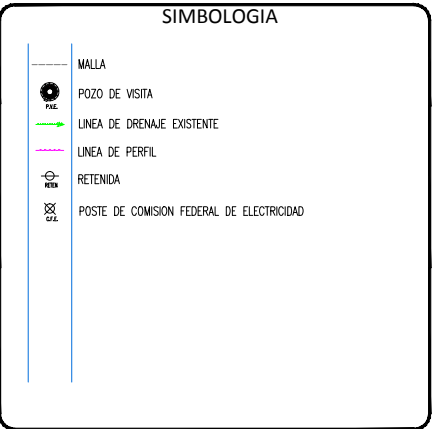 SIMBOLOGIA
MALLA
POZO DE VISITA
P.V.E.
LINEA DE DRENAJE EXISTENTE
LINEA DE PERFIL
RETENIDA
RETEN
POSTE DE COMISION FEDERAL DE ELECTRICIDAD
C.F.E.